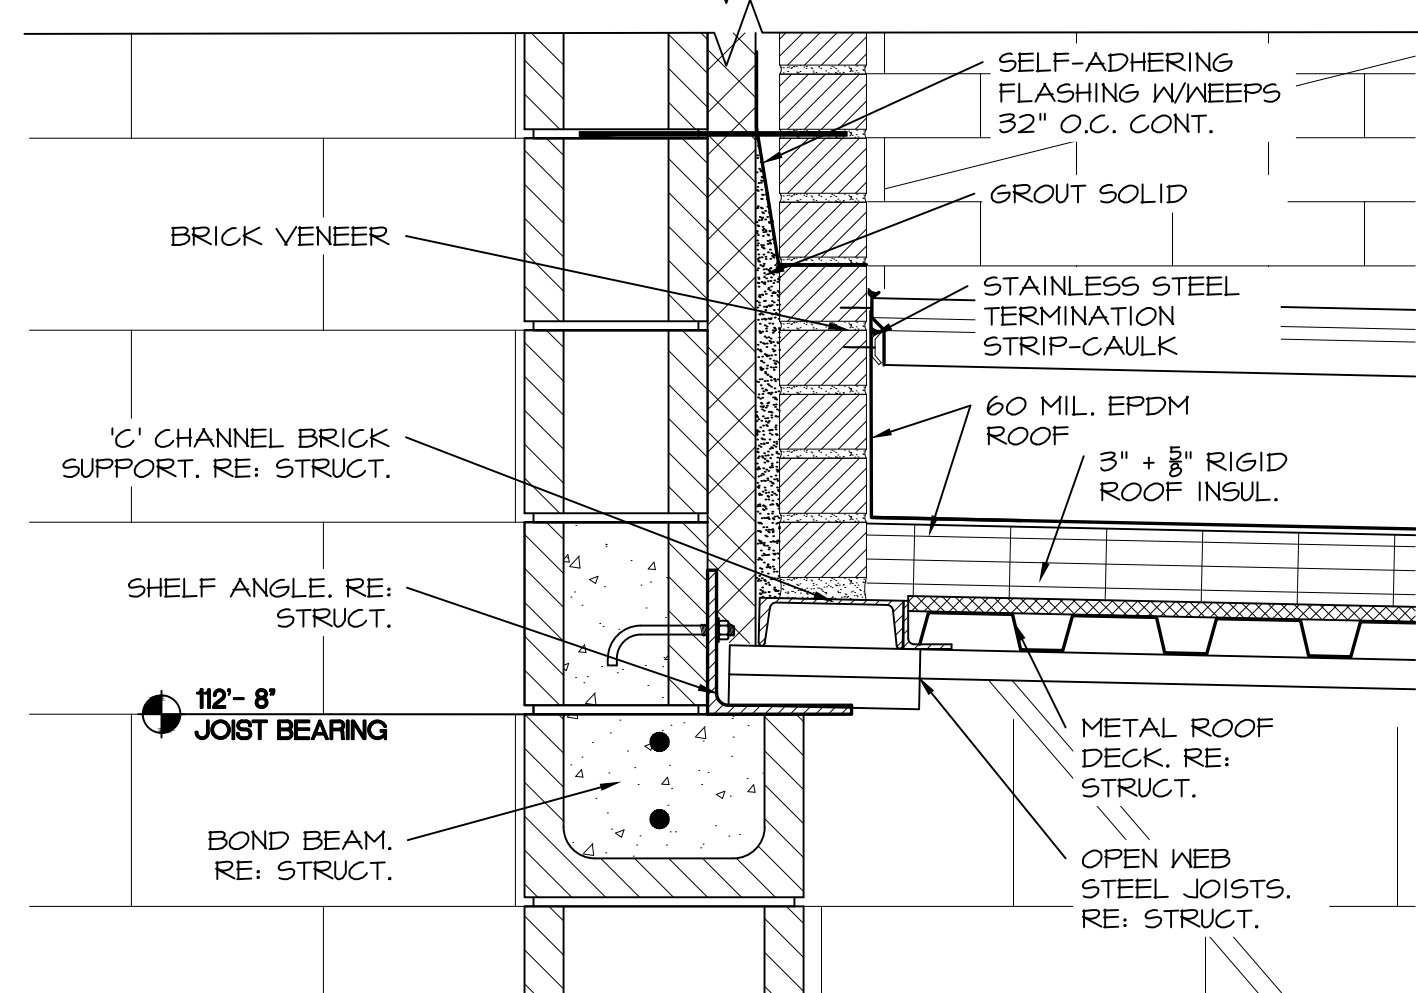 SELF-ADHERING
FLASHING W/WEEPS
32" O.C. CONT.
GROUT SOLID
BRICK VENEER
STAINLESS STEEL
TERMINATION
STRIP-CAULK
60 MIL. EPDM
ROOF
'C' CHANNEL BRICK
SUPPORT. RE: STRUCT.
3" + 5/8" RIGID
ROOF INSUL.
SHELF ANGLE. RE:
STRUCT.
112'- 8"
JOIST BEARING
METAL ROOF
DECK. RE:
STRUCT.
BOND BEAM.
RE: STRUCT.
OPEN WEB
STEEL JOISTS.
RE: STRUCT.